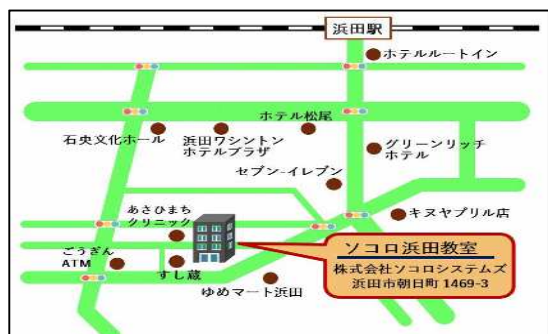 浜田駅
ホテルルートイン
ホテル松尾
石央文化ホール
浜田ワシントン
ホテルプラザ
グリーンリッチ
ホテル
セブン-イレブン
あさひまち
クリニック
キヌヤプリル店
ソコロ浜田教室
株式会社ソコロシステムズ
浜田市朝日町1469-3
ごうぎん
ATM
すし蔵
ゆめマート浜田